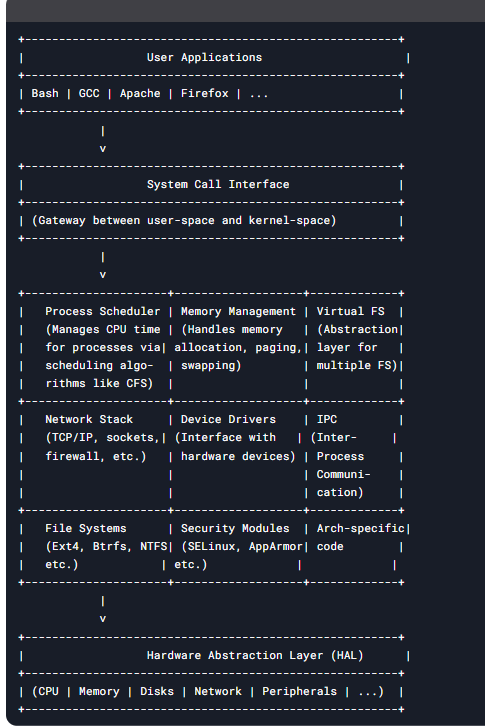 +------------------------------------------------------+
|                  User Applications                     |
+------------------------------------------------------+
| Bash | GCC | Apache | Firefox | ...                   |
+------------------------------------------------------+
            |
            v
+------------------------------------------------------+
|                  System Call Interface                |
+------------------------------------------------------+
| (Gateway between user-space and kernel-space)         |
+------------------------------------------------------+
            |
            v
+---------------------+-------------------+-------------+
|   Process Scheduler | Memory Management | Virtual FS  |
|   (Manages CPU time | (Handles memory   | (Abstraction|
|   for processes via| allocation, paging,| layer for   |
|   scheduling algo-  | swapping)         | multiple FS)|
|   rithms like CFS)  |                   |             |
+---------------------+-------------------+-------------+
|   Network Stack     | Device Drivers    | IPC         |
|   (TCP/IP, sockets,| (Interface with   | (Inter-     |
|   firewall, etc.)   | hardware devices) | Process     |
|                     |                   | Communi-    |
|                     |                   | cation)     |
+---------------------+-------------------+-------------+
|   File Systems      | Security Modules  | Arch-specific|
|   (Ext4, Btrfs, NTFS| (SELinux, AppArmor| code        |
|   etc.)            | etc.)             |             |
+---------------------+-------------------+-------------+
            |
            v
+------------------------------------------------------+
|                  Hardware Abstraction Layer (HAL)      |
+------------------------------------------------------+
| (CPU | Memory | Disks | Network | Peripherals | ...)  |
+------------------------------------------------------+